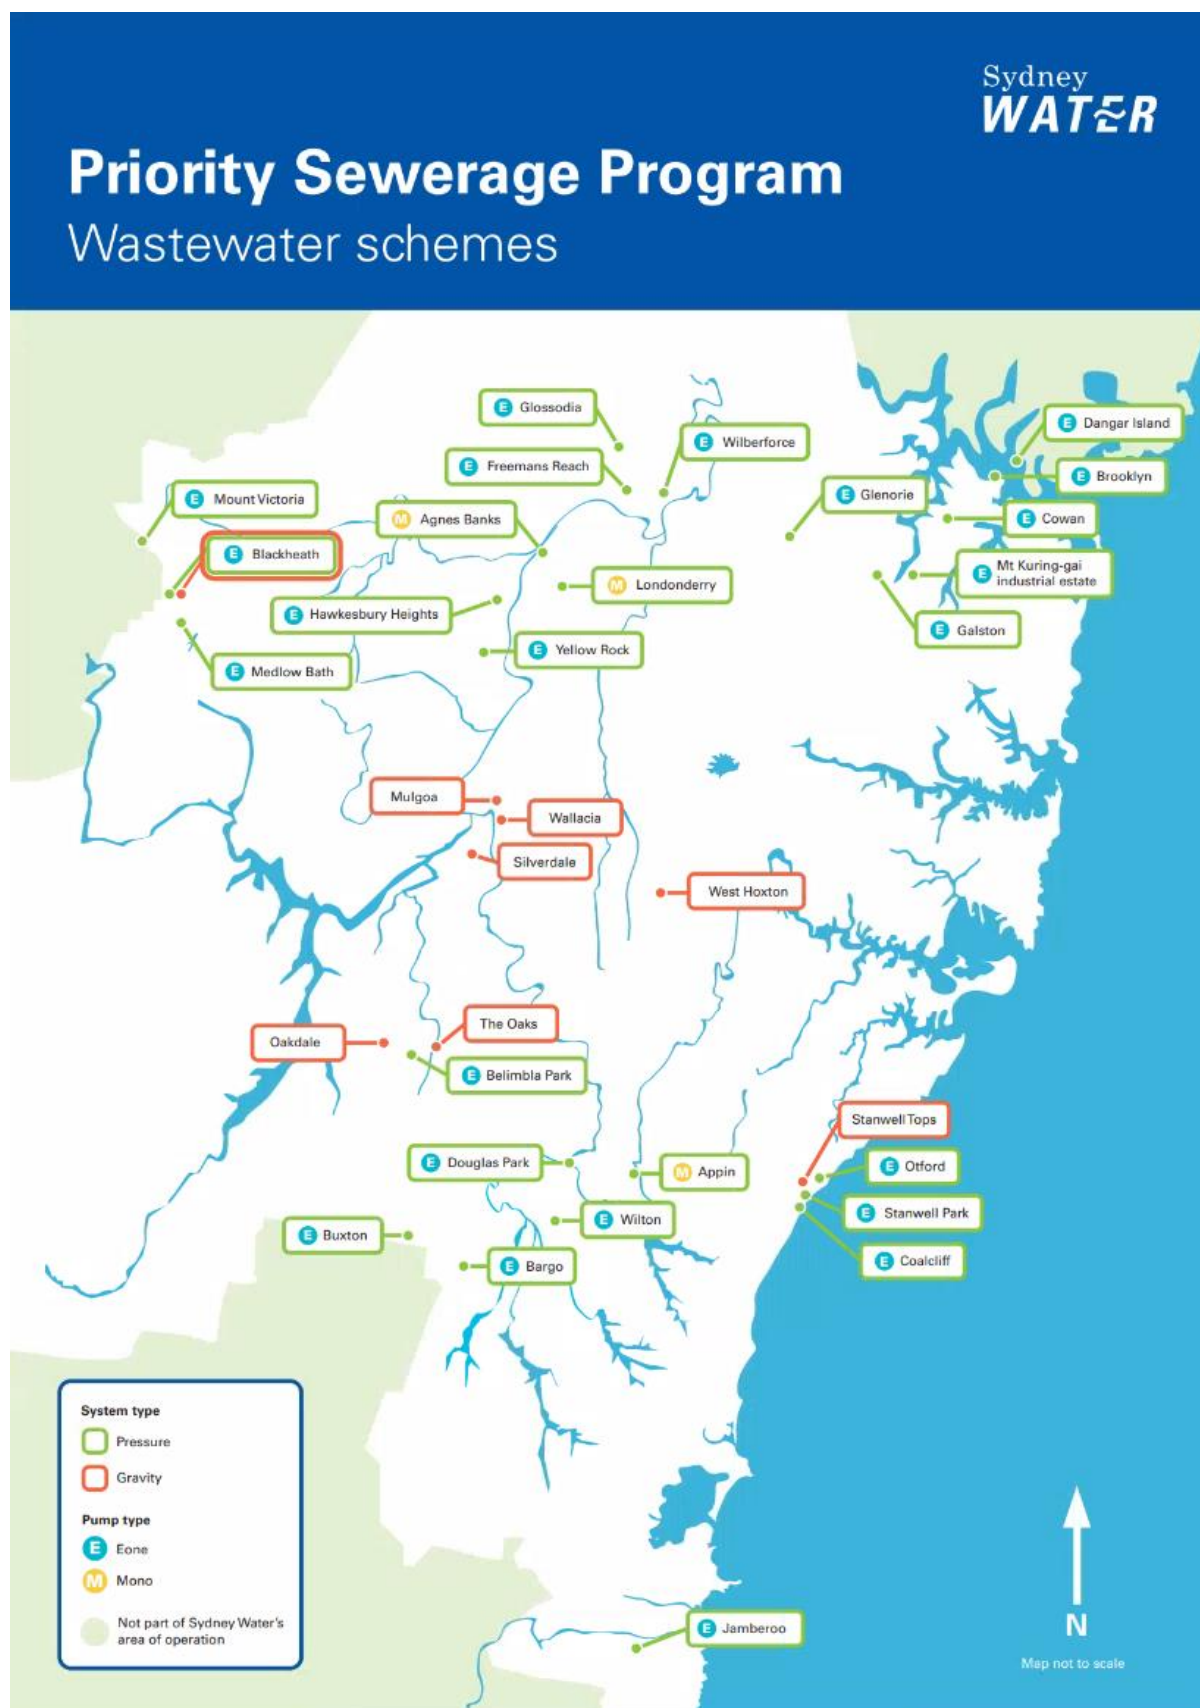 Sydney
WATER
Priority Sewerage Program
Wastewater schemes
E Glossodia
E Wilberforce
E Dangar Island
E Freemans Reach
E Brooklyn
E Mount Victoria
E Glenorie
M Agnes Banks
E Cowan
E Blackheath
E Mt Kuring-gai
industrial estate
M Londonderry
E Hawkesbury Heights
E Galston
E Yellow Rock
E Medlow Bath
Mulgoa
Wallacia
Silverdale
West Hoxton
The Oaks
Oakdale
E Belimbla Park
Stanwell Tops
E Douglas Park
M Appin
E Otford
E Stanwell Park
E Wilton
E Buxton
E Bargo
E Coalcliff
System type
Pressure
Gravity
Pump type
E Eone
M Mono
Not part of Sydney Water's
area of operation
E Jamberoo
N
Map not to scale